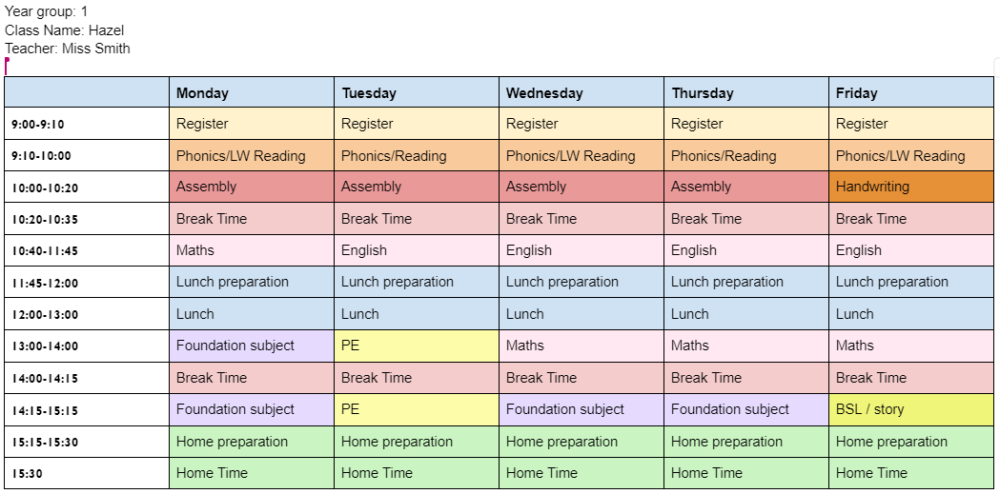 Year group: 1
Class Name: Hazel
Teacher: Miss Smith
Monday Tuesday Wednesday Thursday Friday
9:00-9:10 Register Register Register Register Register
9:10-10:00 Phonics/LW Reading Phonics/Reading Phonics/LW Reading Phonics/Reading Phonics/LW Reading
10:00-10:20 Assembly Assembly Assembly Assembly Handwriting
10:20-10:35 Break Time Break Time Break Time Break Time Break Time
10:40-11:45 Maths English English English English
11:45-12:00 Lunch preparation Lunch preparation Lunch preparation Lunch preparation Lunch preparation
12:00-13:00 Lunch Lunch Lunch Lunch Lunch
13:00-14:00 Foundation subject PE Maths Maths Maths
14:00-14:15 Break Time Break Time Break Time Break Time Break Time
14:15-15:15 Foundation subject PE Foundation subject Foundation subject BSL / story
15:15-15:30 Home preparation Home preparation Home preparation Home preparation Home preparation
15:30 Home Time Home Time Home Time Home Time Home Time